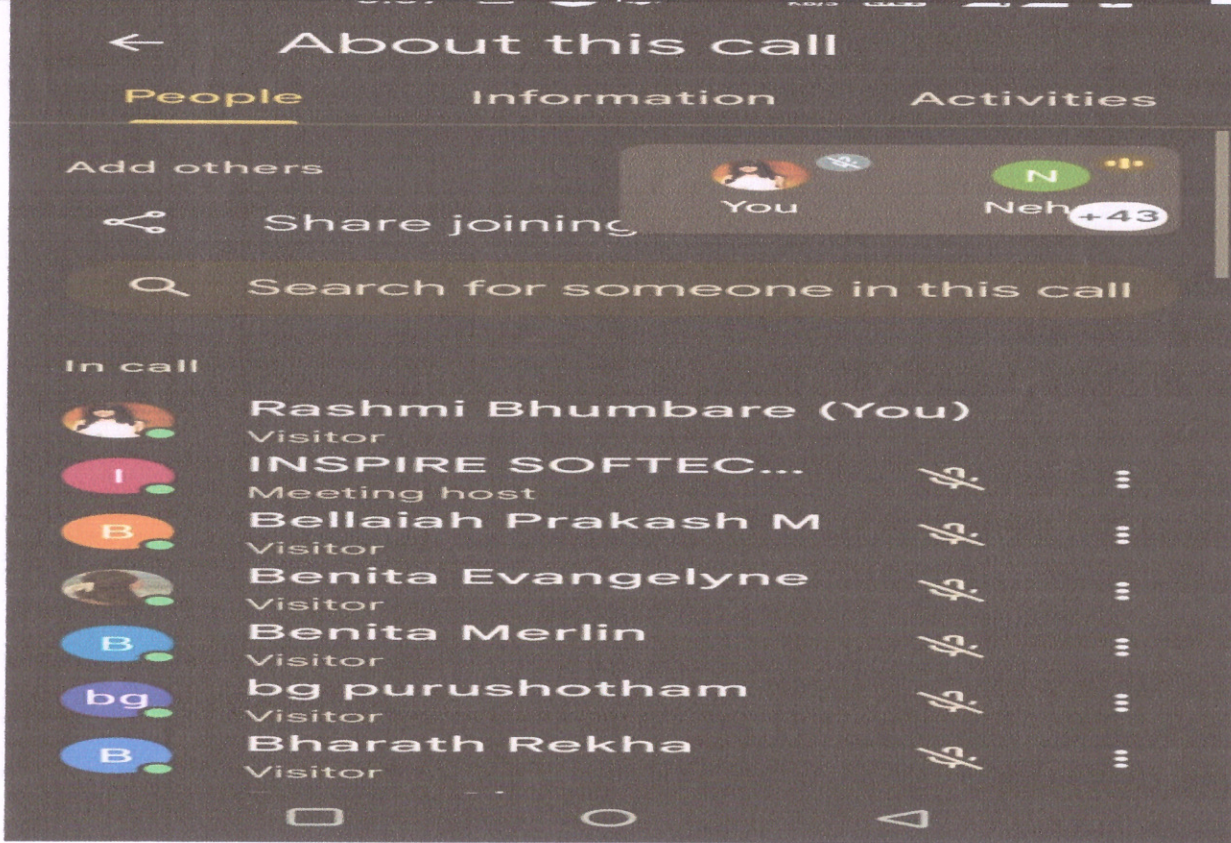 About this call
People Information Activities
Add others
N
You Neh +43
Share joining
Search for someone in this call
In call
Rashmi Bhumbare (You)
Visitor
I
INSPIRE SOFTEC...
Meeting host
B
Bellaiah Prakash M
Visitor
Benita Evangelyne
Visitor
B
Benita Merlin
Visitor
bg
bg purushotham
Visitor
B
Bharath Rekha
Visitor